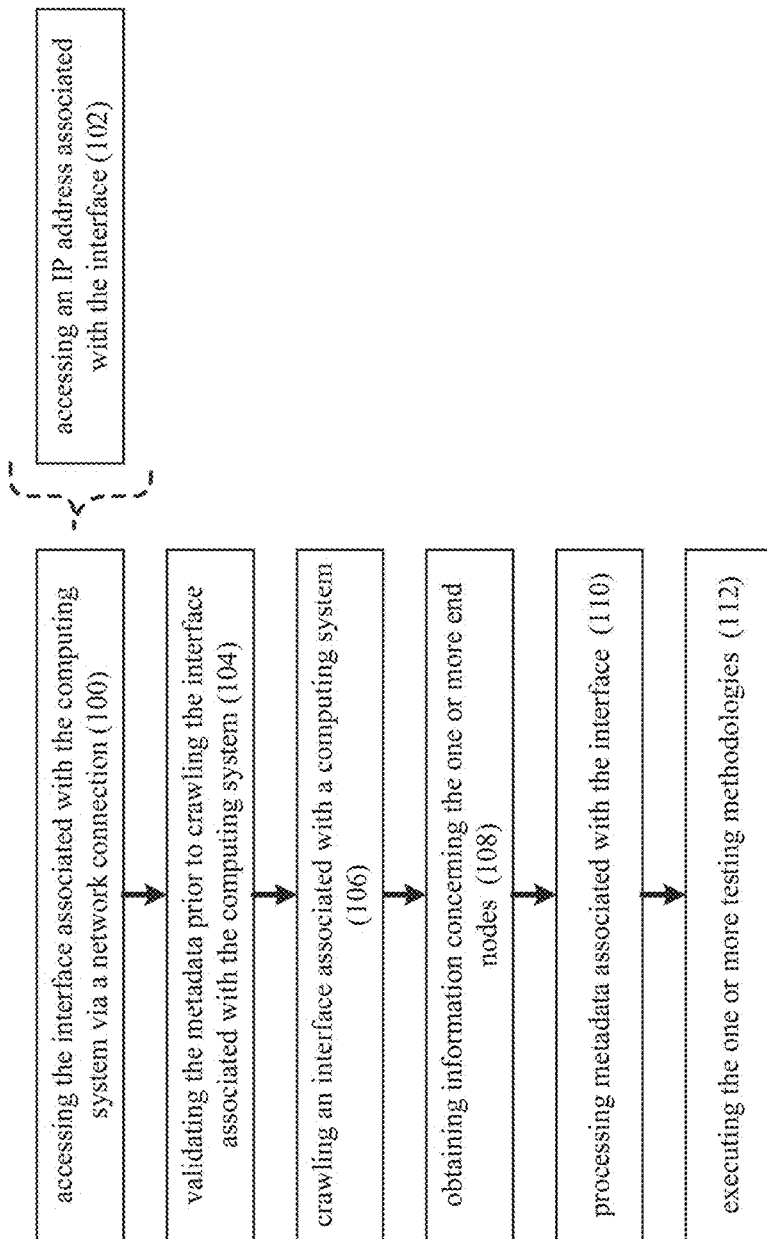 accessing the interface associated with the computing
system via a network connection (100)
accessing an IP address associated
with the interface (102)
validating the metadata prior to crawling the interface
associated with the computing system (104)
crawling an interface associated with a computing system
(106)
obtaining information concerning the one or more end
nodes (108)
processing metadata associated with the interface (110)
executing the one or more testing methodologies (112)